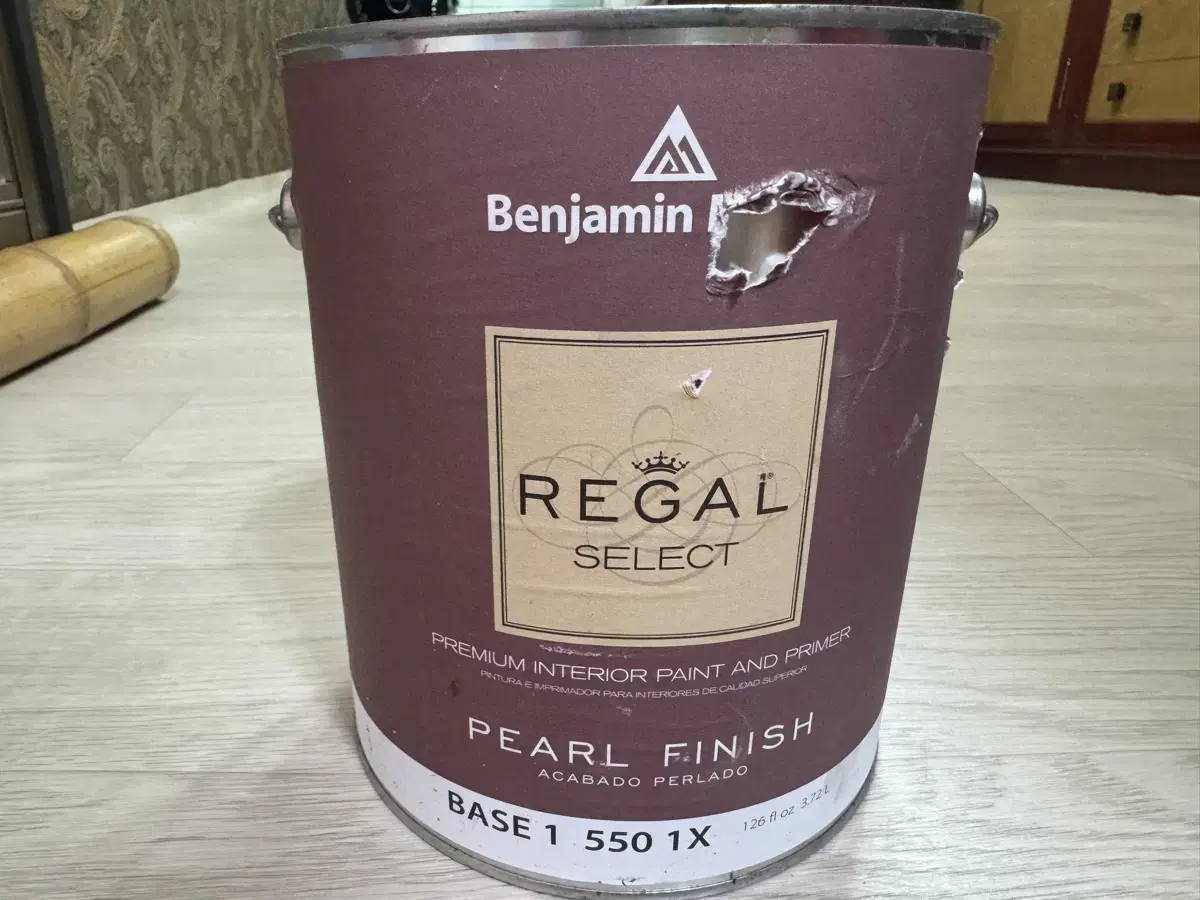 Benjamin
REGAL
SELECT
PREMIUM INTERIOR PAINT AND PRIMER
PINTURA E IMPRIMADOR PARA INTERIORES DE CALIDAD SUPERIOR
PEARL FINISH
ACABADO PERLADO
BASE 1 550 1X 126 fl oz 3.72 L